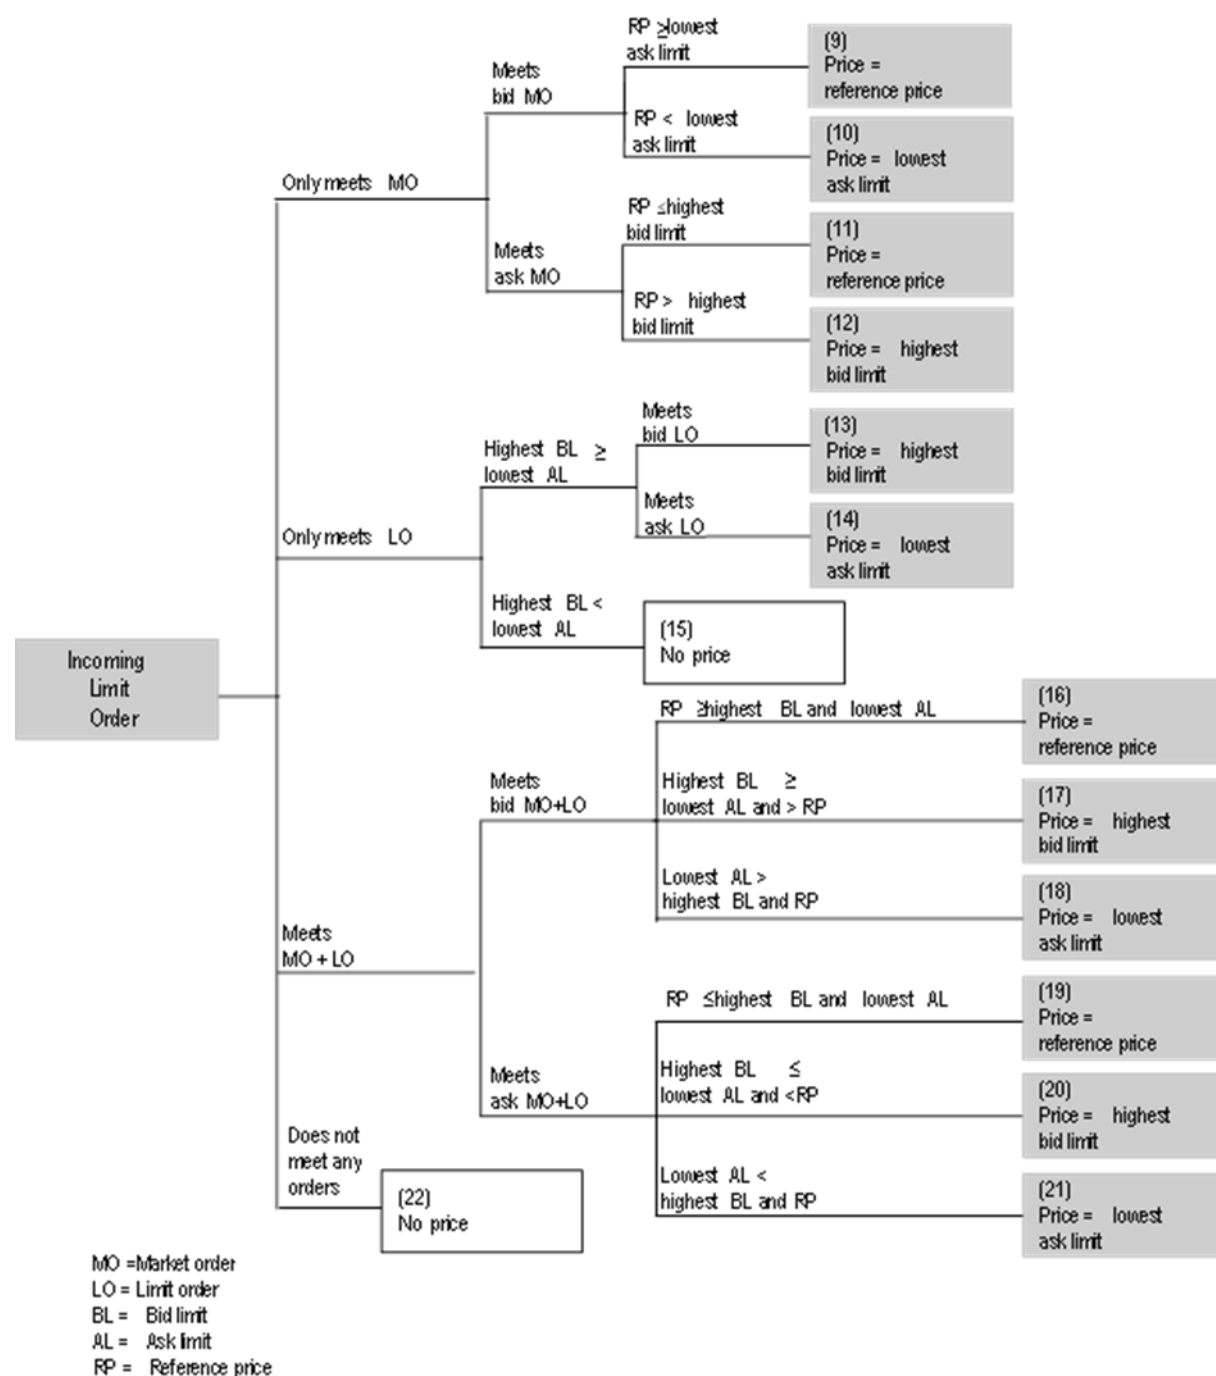 RP ≥lowest
ask limit
(9)
Price =
reference price
Meets
bid MO
RP < lowest
ask limit
(10)
Price = lowest
ask limit
Only meets MO
RP ≤highest
bid limit
(11)
Price =
reference price
Meets
ask MO
RP > highest
bid limit
(12)
Price = highest
bid limit
Meets
bid LO
(13)
Price = highest
bid limit
Highest BL ≥
lowest AL
Meets
ask LO
(14)
Price = lowest
ask limit
Only meets LO
Highest BL <
lowest AL
(15)
No price
Incoming
Limit
Order
RP ≥highest BL and lowest AL
(16)
Price =
reference price
Meets
bid MO+LO
Highest BL ≥
lowest AL and > RP
(17)
Price = highest
bid limit
Lowest AL >
highest BL and RP
(18)
Price = lowest
ask limit
Meets
MO + LO
RP ≤highest BL and lowest AL
(19)
Price =
reference price
Meets
ask MO+LO
Highest BL ≤
lowest AL and <RP
(20)
Price = highest
bid limit
Lowest AL <
highest BL and RP
(21)
Price = lowest
ask limit
Does not
meet any
orders
(22)
No price
MO =Market order
LO = Limit order
BL = Bid limit
AL = Ask limit
RP = Reference price